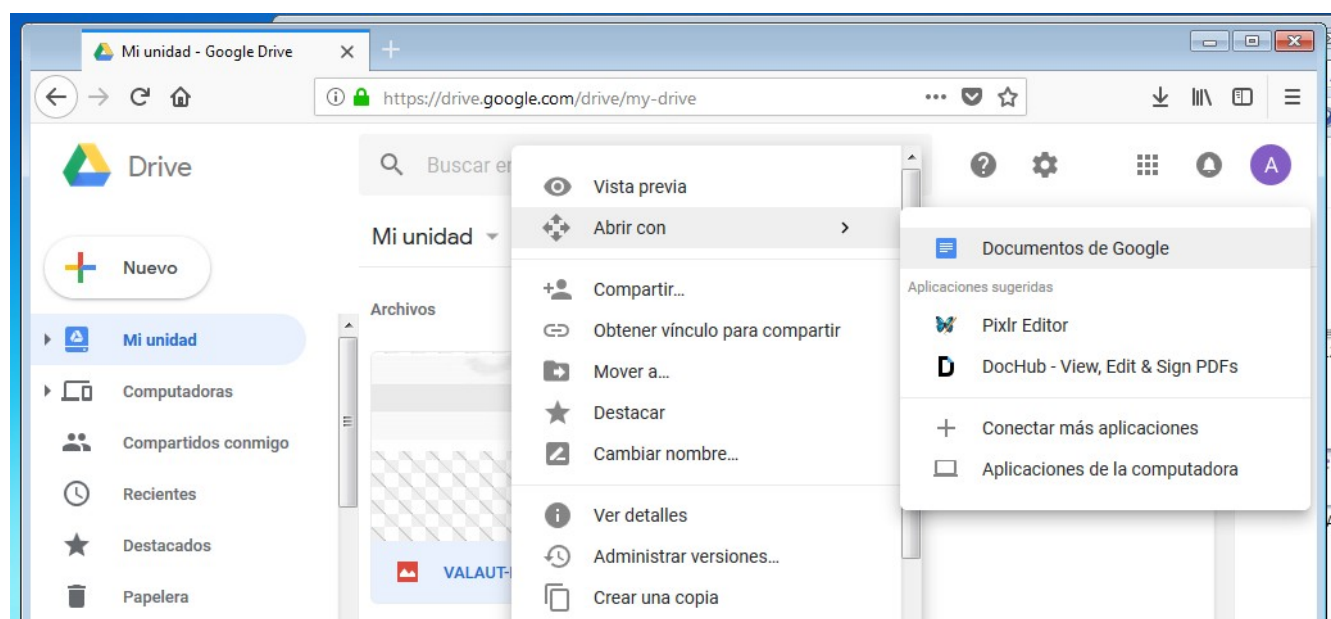 Mi unidad - Google Drive
https://drive.google.com/drive/my-drive
Drive
Buscar en
A
Mi unidad
Nuevo
Archivos
Mi unidad
Computadoras
Compartidos conmigo
Recientes
Destacados
Papelera
VALAUT-
Vista previa
Abrir con
Compartir...
Obtener vínculo para compartir
Mover a...
Destacar
Cambiar nombre...
Ver detalles
Administrar versiones...
Crear una copia
Documentos de Google
Aplicaciones sugeridas
Pixlr Editor
DocHub - View, Edit & Sign PDFs
Conectar más aplicaciones
Aplicaciones de la computadora